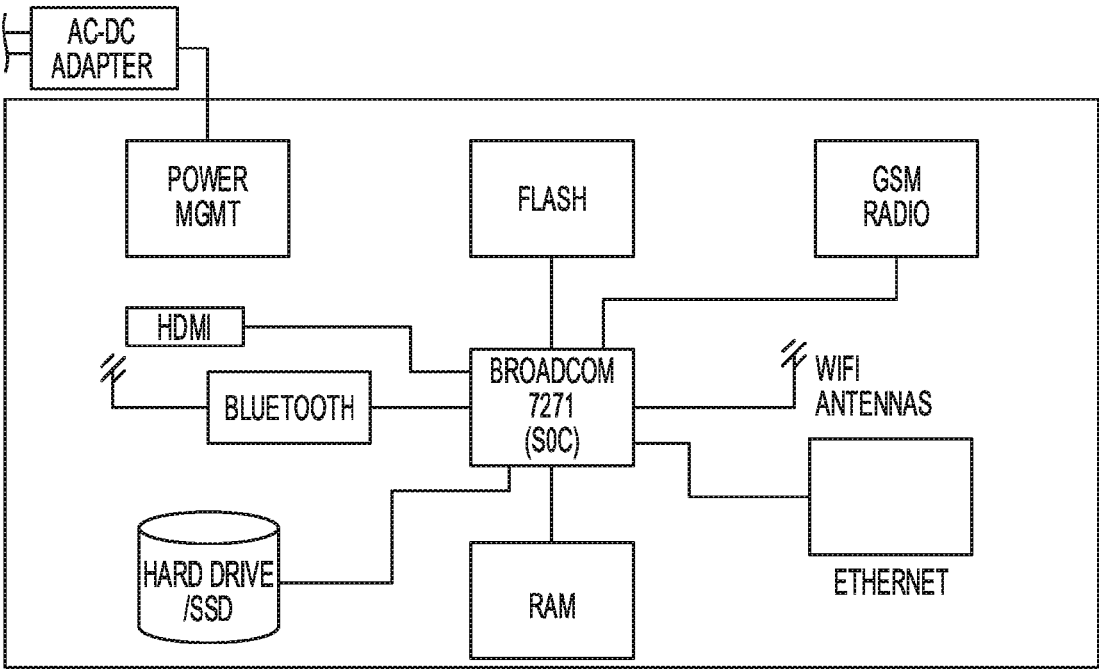 AC-DC
ADAPTER
POWER
MGMT
FLASH
GSM
RADIO
HDMI
BROADCOM
7271
(SOC)
WIFI
ANTENNAS
BLUETOOTH
HARD DRIVE
/SSD
RAM
ETHERNET